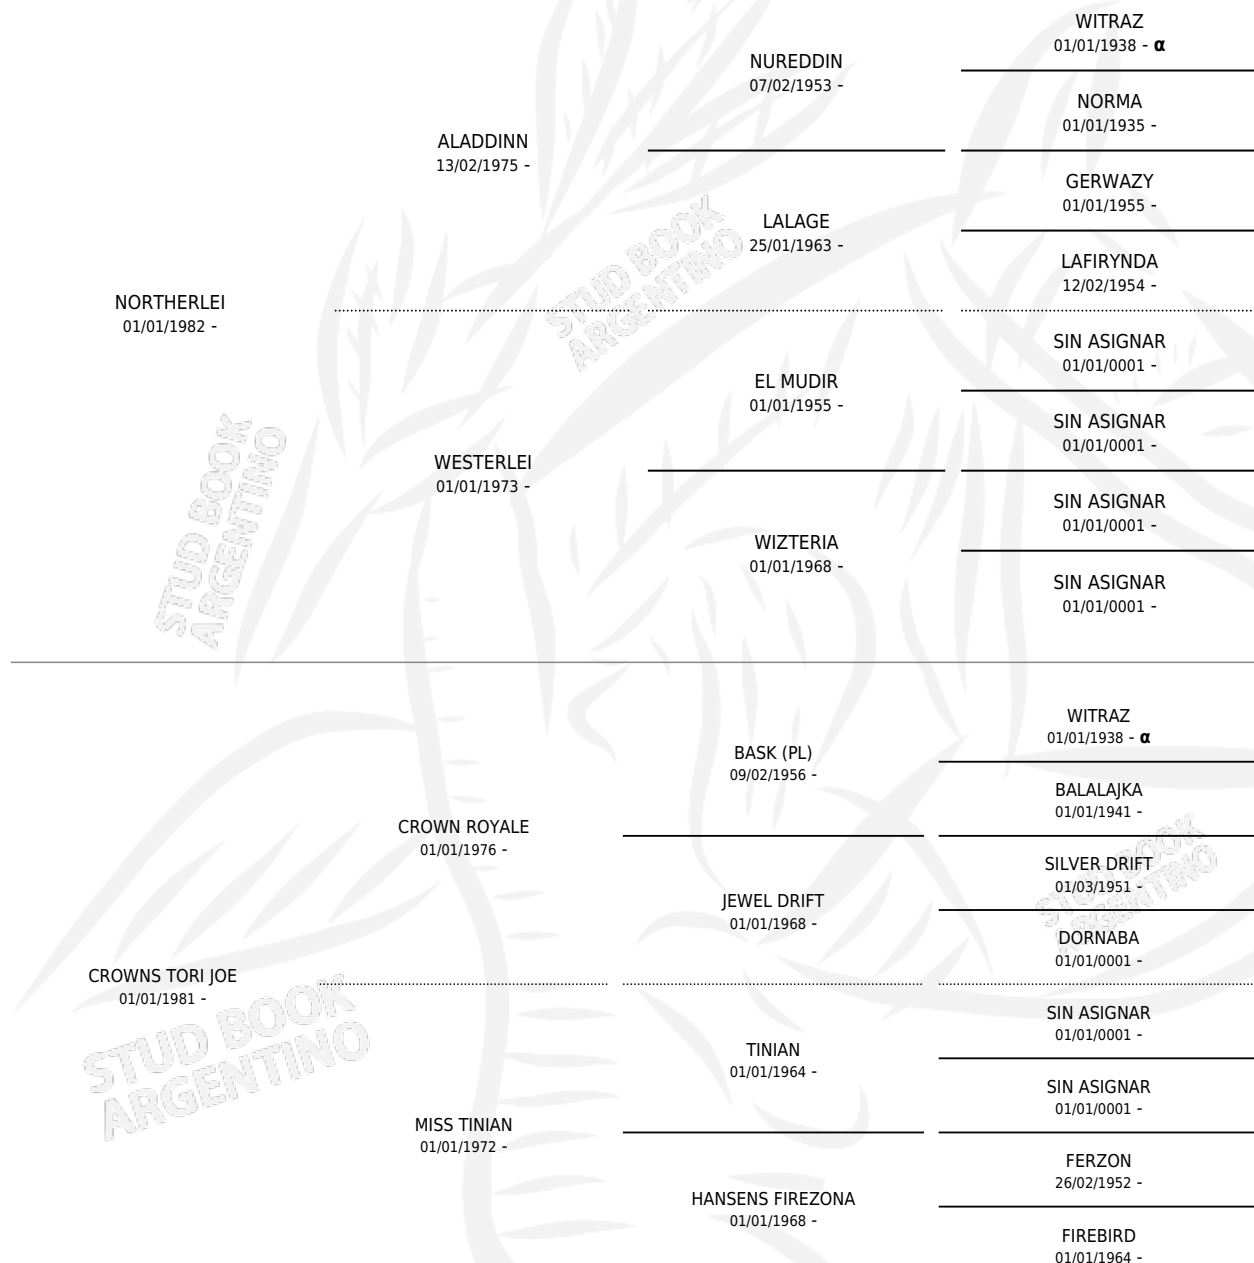 WITRAZ
01/01/1938 - α
NUREDDIN
07/02/1953 -
NORMA
01/01/1935 -
ALADDINN
13/02/1975 -
GERWAZY
01/01/1955 -
LALAGE
25/01/1963 -
LAFIRYNDA
12/02/1954 -
NORTHERLEI
01/01/1982 -
STUD BOOK
ARGENTINO
SIN ASIGNAR
01/01/0001 -
EL MUDIR
01/01/1955 -
SIN ASIGNAR
01/01/0001 -
WESTERLEI
01/01/1973 -
SIN ASIGNAR
01/01/0001 -
WIZTERIA
01/01/1968 -
SIN ASIGNAR
01/01/0001 -
STUD BOOK
ARGENTINO
WITRAZ
01/01/1938 - α
BASK (PL)
09/02/1956 -
BALALAJKA
01/01/1941 -
CROWN ROYALE
01/01/1976 -
SILVER DRIFT
01/03/1951 -
JEWEL DRIFT
01/01/1968 -
DORNABA
01/01/0001 -
STUD BOOK
ARGENTINO
CROWNS TORI JOE
01/01/1981 -
STUD BOOK
ARGENTINO
SIN ASIGNAR
01/01/0001 -
TINIAN
01/01/1964 -
SIN ASIGNAR
01/01/0001 -
MISS TINIAN
01/01/1972 -
FERZON
26/02/1952 -
HANSENS FIREZONA
01/01/1968 -
FIREBIRD
01/01/1964 -